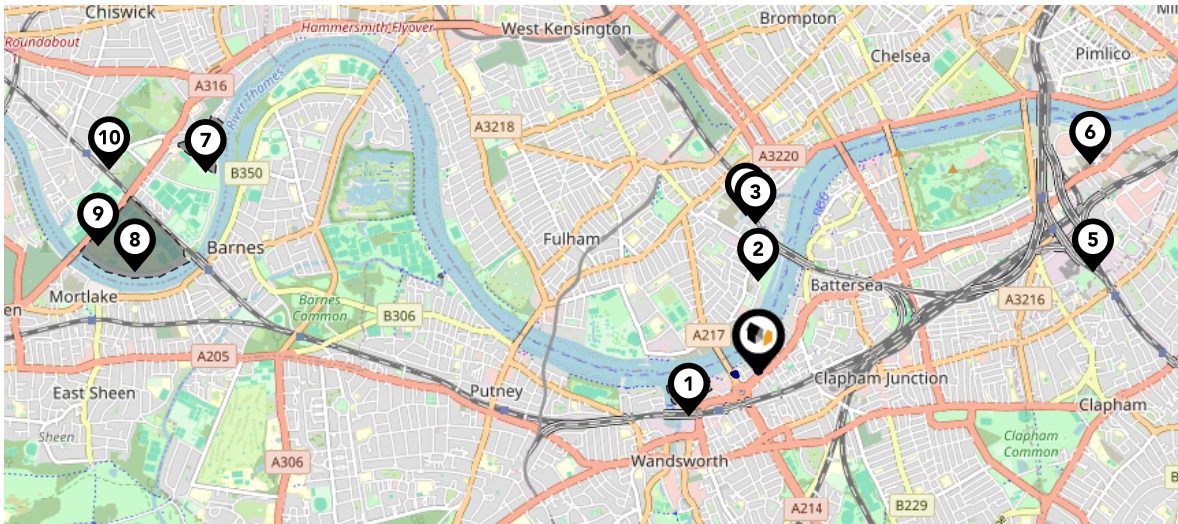 Chiswick
Hammersmith Flyover
West Kensington
Brompton
Roundabout
Chelsea
Pimlico
A316
River Thames
A3218
10
7
6
B350
A3220
3
9
8
Barnes
Fulham
2
5
Mortlake
Battersea
Barnes
Common
B306
A3216
A217
A205
1
Clapham Junction
East Sheen
Putney
Clapham
Sheen
Clapham
Common
A306
Wandsworth
A214
B229